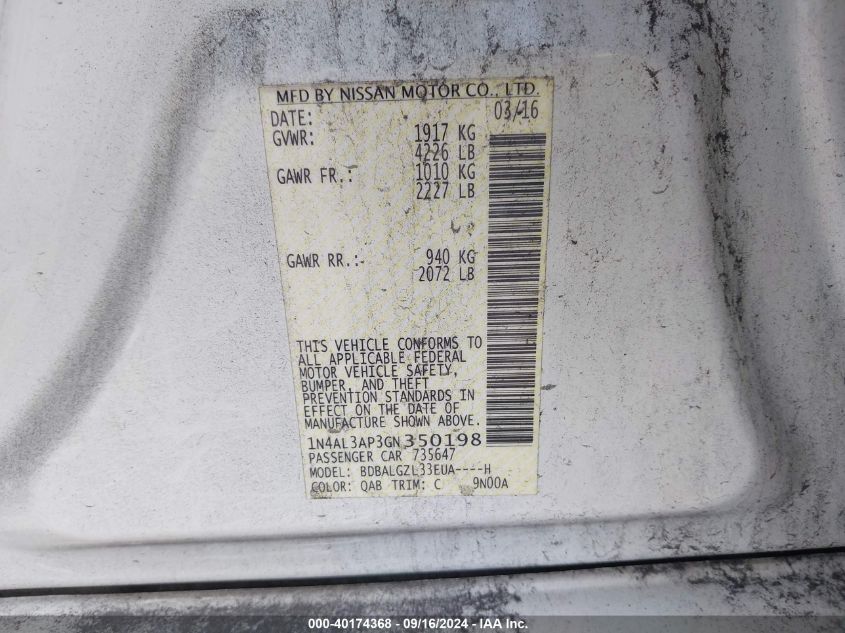 MFD BY NISSAN MOTOR CO., LTD.
DATE: 03/16
GVWR: 1917 KG
4226 LB
GAWR FR.: 1010 KG
2227 LB
GAWR RR.: 940 KG
2072 LB
THIS VEHICLE CONFORMS TO
ALL APPLICABLE FEDERAL
MOTOR VEHICLE SAFETY,
BUMPER, AND THEFT
PREVENTION STANDARDS IN
EFFECT ON THE DATE OF
MANUFACTURE SHOWN ABOVE.
1N4AL3AP3GN350198
PASSENGER CAR 735647
MODEL: BDBALGZL33EUA----H
COLOR: QAB TRIM: C 9N00A
000-40174368 - 09/16/2024 - IAA Inc.